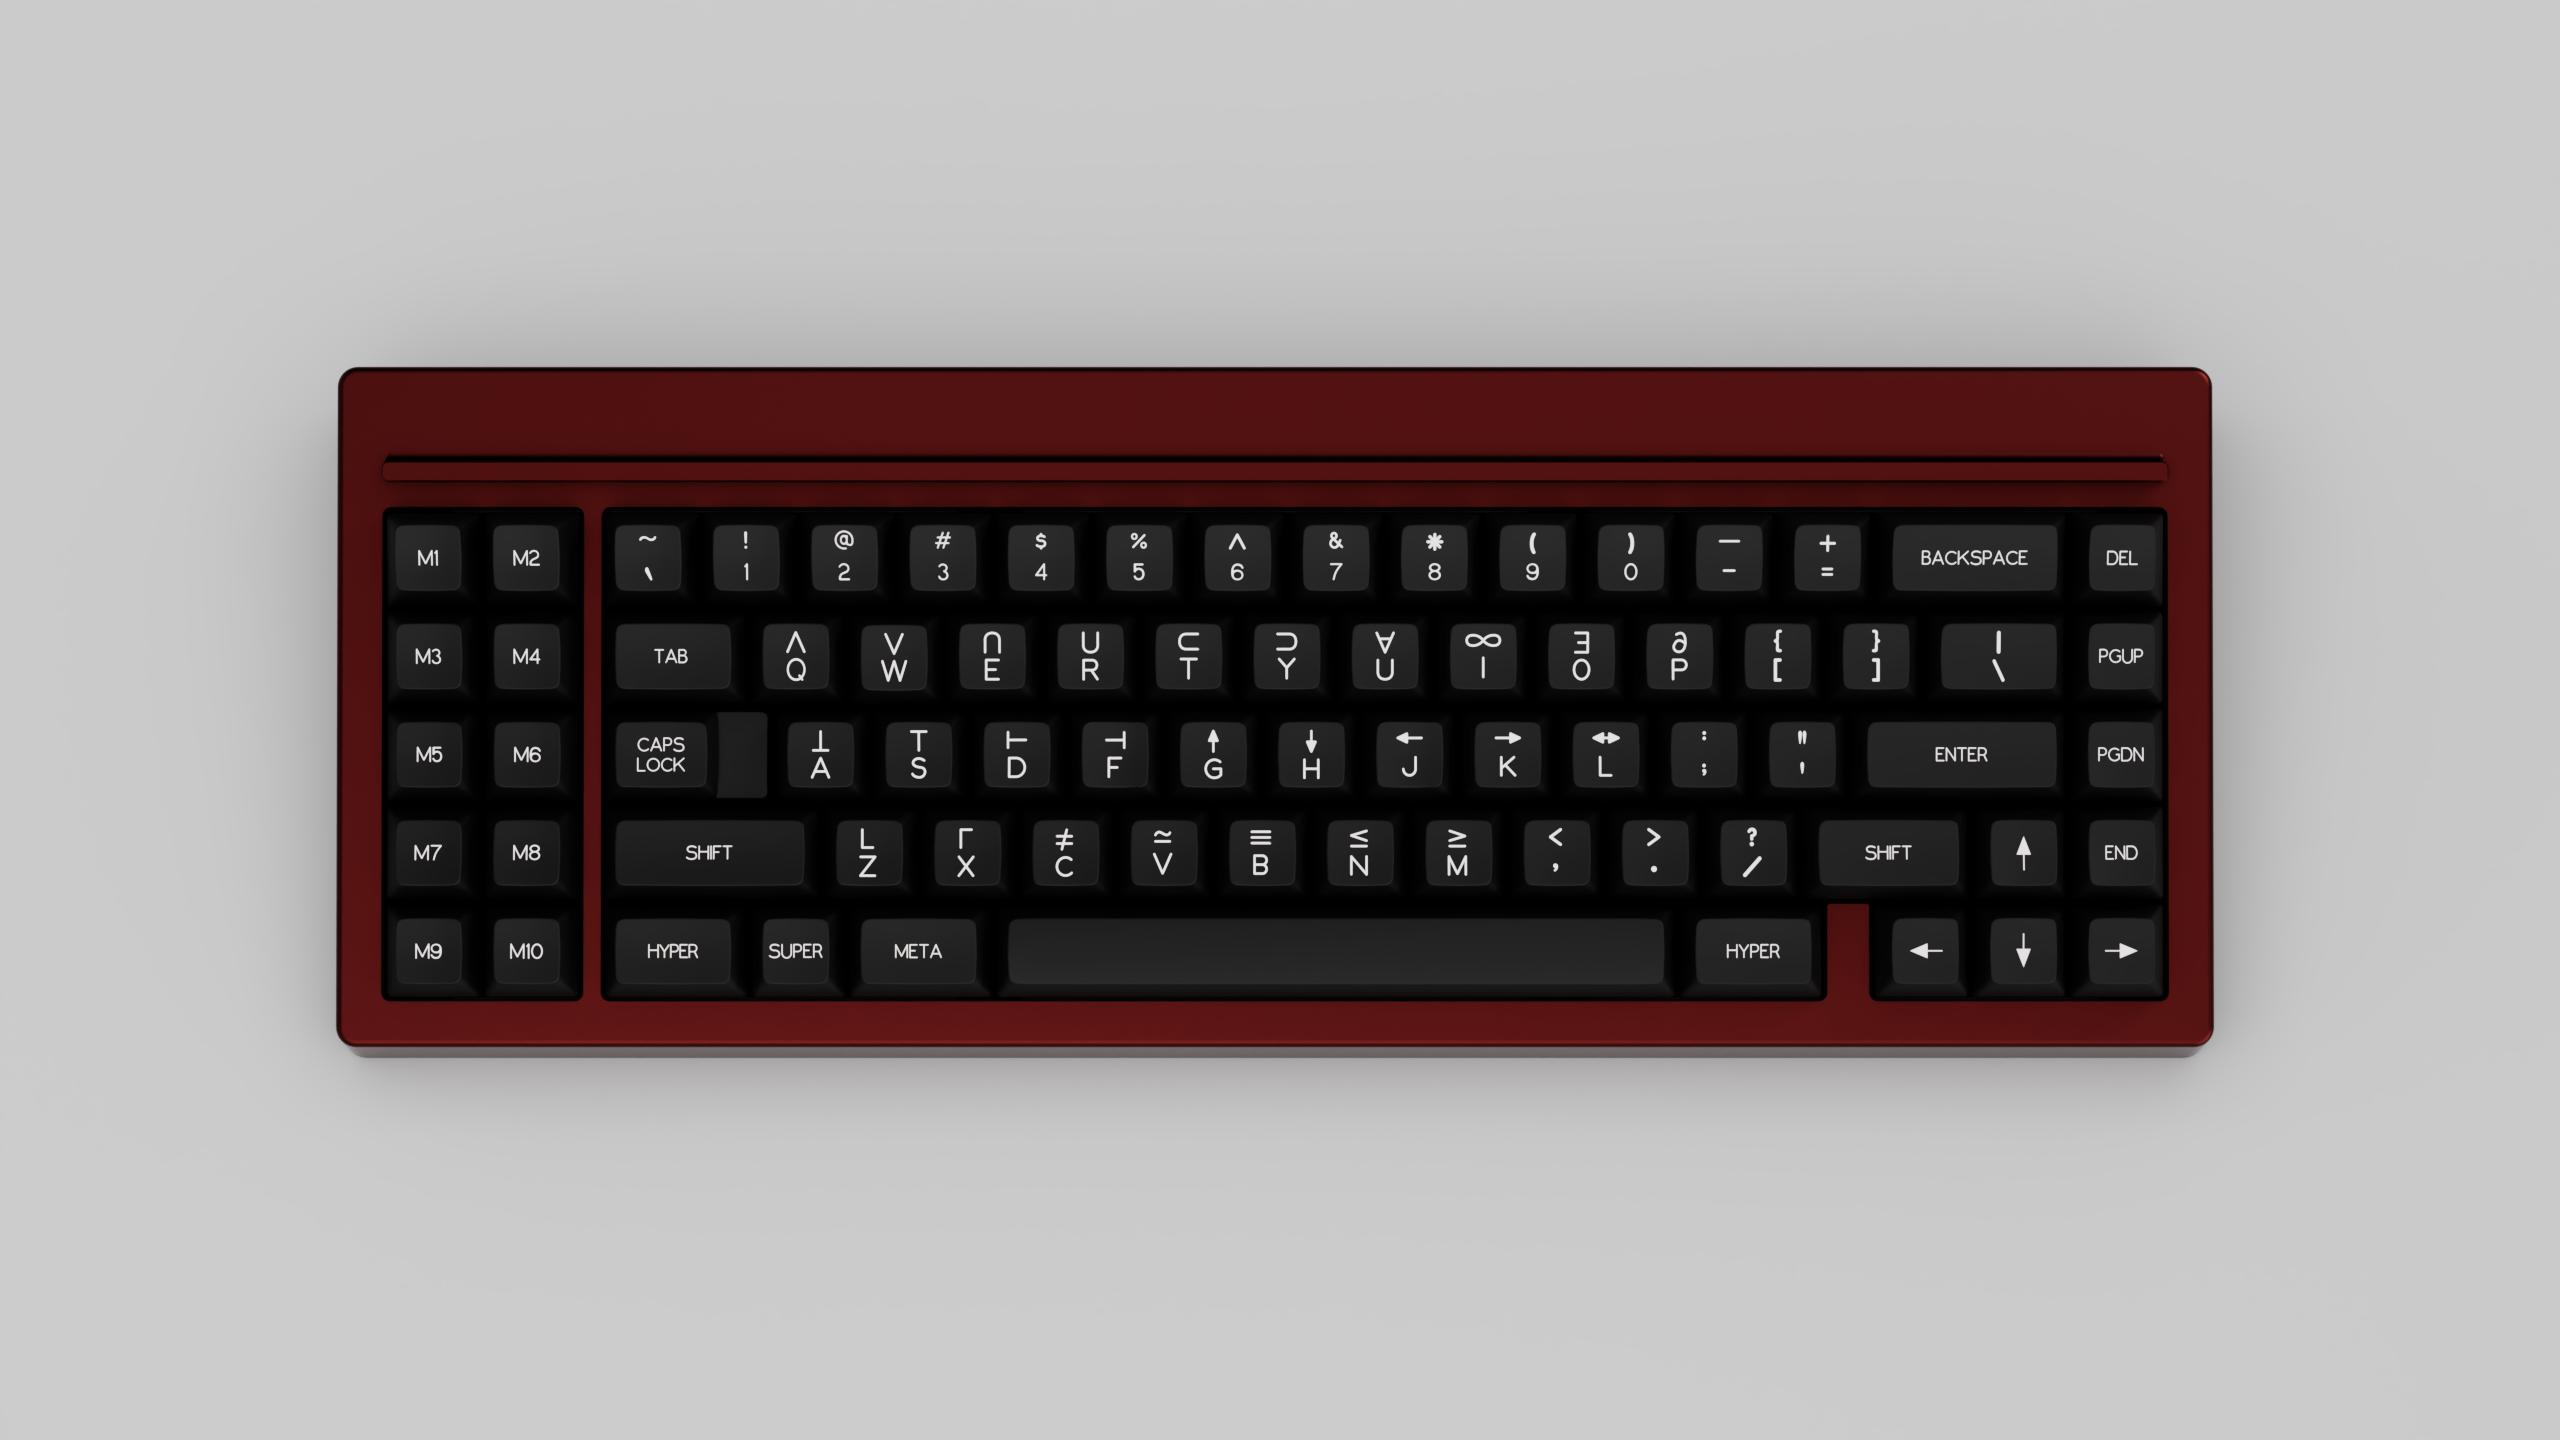 M1 M2 ~ ! @ # $ % ^ & * ( ) — + BACKSPACE DEL
` 1 2 3 4 5 6 7 8 9 0 - =
M3 M4 TAB ∧ ∨ ∩ ∪ ⊂ ⊃ ∀ ∞ ∃ ∂ { } | PGUP
Q W E R T Y U I O P [ ] \
M5 M6 CAPS ⊥ ⊤ ⊢ ⊣ ↑ ↓ ← → ↔ : " ENTER PGDN
LOCK A S D F G H J K L ; '
M7 M8 SHIFT L Γ ≠ ≃ ≡ ≤ ≥ < > ? SHIFT ↑ END
Z X C V B N M , . /
M9 M10 HYPER SUPER META HYPER ← ↓ →